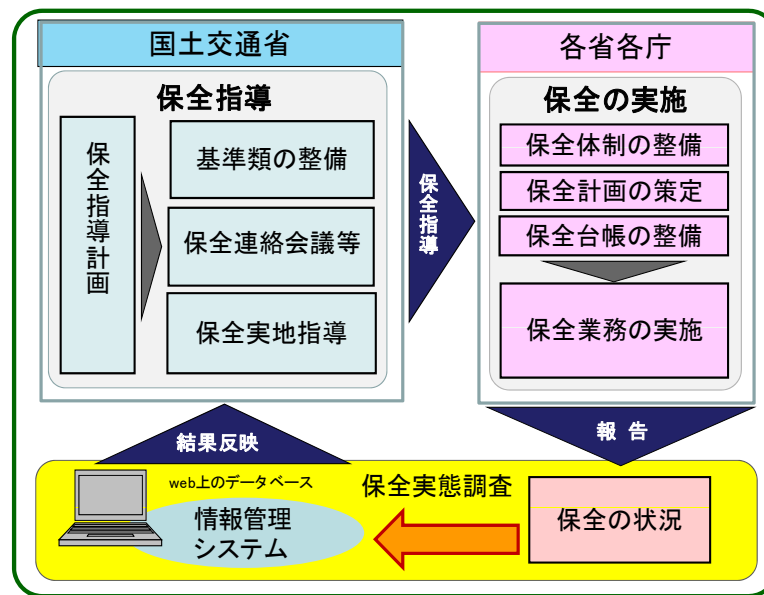 国土交通省
保全指導
保全指導計画
基準類の整備
保全連絡会議等
保全実地指導
保全指導
各省各庁
保全の実施
保全体制の整備
保全計画の策定
保全台帳の整備
保全業務の実施
報 告
結果反映
web上のデータベース
情報管理
システム
保全実態調査
保全の状況